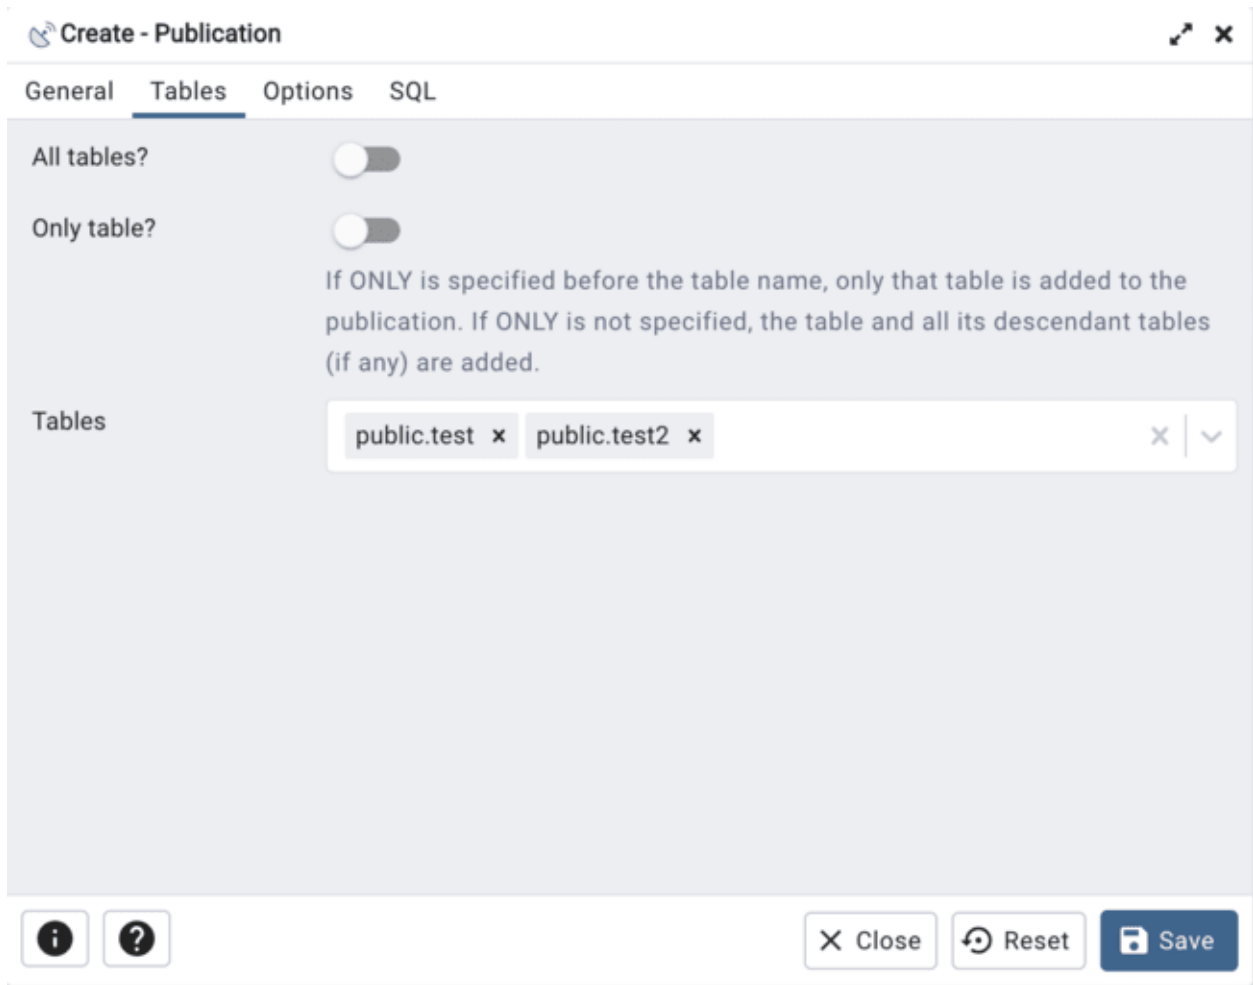 Create - Publication
General Tables Options SQL
All tables?
Only table?
If ONLY is specified before the table name, only that table is added to the
publication. If ONLY is not specified, the table and all its descendant tables
(if any) are added.
Tables public.test public.test2
Close Reset Save